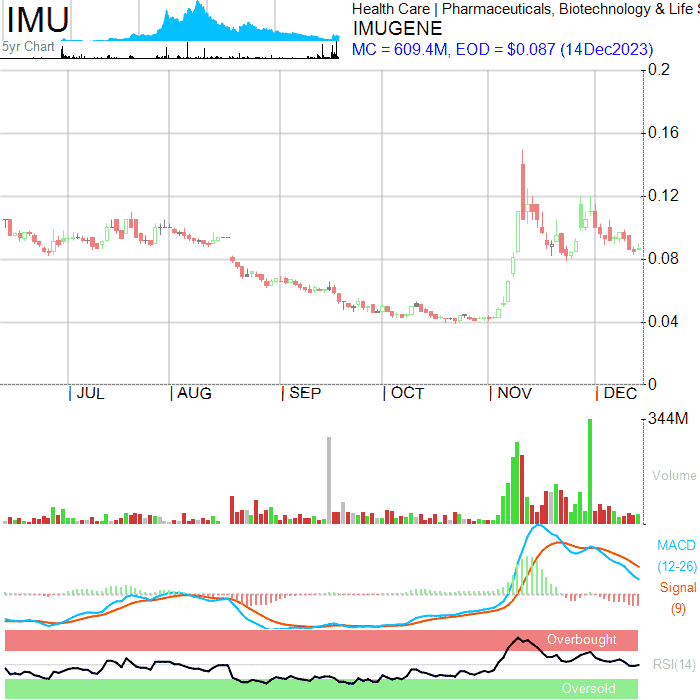 IMU
5yr Chart
Health Care | Pharmaceuticals, Biotechnology & Life S
IMUGENE
MC = 609.4M, EOD = $0.087 (14Dec2023)
0.2
0.16
0.12
0.08
0.04
0
JUL AUG SEP OCT NOV DEC
344M
Volume
MACD
(12-26)
Signal
(9)
Overbought
RSI(14)
Oversold